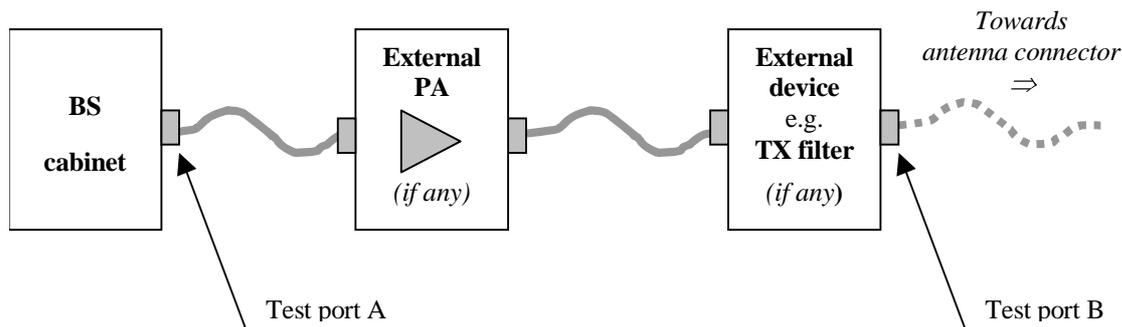 BS
cabinet
External
PA
(if any)
External
device
e.g.
TX filter
(if any)
Towards
antenna connector
⇒
Test port A
Test port B